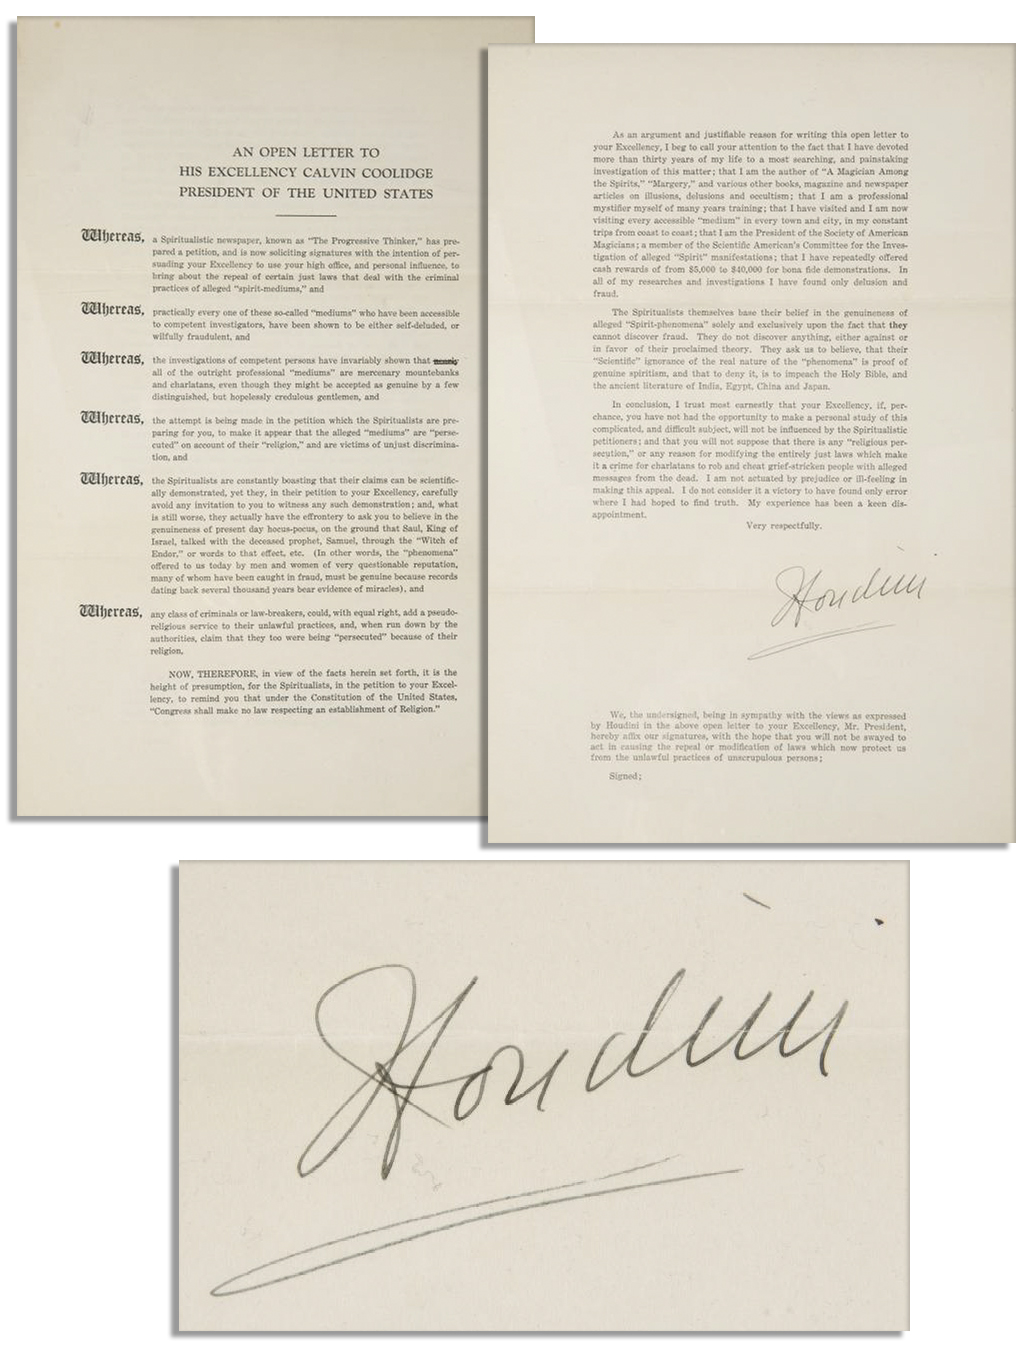 AN OPEN LETTER TO
HIS EXCELLENCY CALVIN COOLIDGE
PRESIDENT OF THE UNITED STATES
Whereas, a Spiritualistic newspaper, known as "The Progressive Thinker," has pre-
pared a petition, and is now soliciting signatures with the intention of per-
suading your Excellency to use your high office, and personal influence, to
bring about the repeal of certain just laws that deal with the criminal
practices of alleged "spirit-mediums," and
Whereas, practically every one of these so-called "mediums" who have been accessible
to competent investigators, have been shown to be either self-deluded, or
wilfully fraudulent, and
Whereas, the investigations of competent persons have invariably shown that
all of the outright professional "mediums" are mercenary mountebanks
and charlatans, even though they might be accepted as genuine by a few
distinguished, but hopelessly credulous gentlemen, and
Whereas, the attempt is being made in the petition which the Spiritualists are pre-
paring for you, to make it appear that the alleged "mediums" are "perse-
cuted" on account of their "religion," and are victims of unjust discrimina-
tion, and
Whereas, the Spiritualists are constantly boasting that their claims can be scientific-
ally demonstrated, yet they, in their petition to your Excellency, carefully
avoid any invitation to you to witness any such demonstration; and, what
is still worse, they actually have the effrontery to ask you to believe in the
genuineness of present day hocus-pocus, on the ground that Saul, King of
Israel, talked with the deceased prophet, Samuel, through the "Witch of
Endor," or words to that effect, etc. (In other words, the "phenomena"
offered to us today by men and women of very questionable reputation,
many of whom have been caught in fraud, must be genuine because records
dating back several thousand years bear evidence of miracles), and
Whereas, any class of criminals or law-breakers, could, with equal right, add a pseudo-
religious service to their unlawful practices, and, when run down by the
authorities, claim that they too were being "persecuted" because of their
religion,
NOW, THEREFORE, in view of the facts herein set forth, it is the
height of presumption, for the Spiritualists, in the petition to your Excel-
lency, to remind you that under the Constitution of the United States,
"Congress shall make no law respecting an establishment of Religion."
As an argument and justifiable reason for writing this open letter to
your Excellency, I beg to call your attention to the fact that I have devoted
more than thirty years of my life to a most searching, and painstaking
investigation of this matter; that I am the author of "A Magician Among
the Spirits," "Margery," and various other books, magazine and newspaper
articles on illusions, delusions and occultism; that I am a professional
mystifier myself of many years training; that I have visited and I am now
visiting every accessible "medium" in every town and city, in my constant
trips from coast to coast; that I am the President of the Society of American
Magicians; a member of the Scientific American's Committee for the Inves-
tigation of alleged "Spirit" manifestations; that I have repeatedly offered
cash rewards of from $5,000 to $40,000 for bona fide demonstrations. In
all of my researches and investigations I have found only delusion and
fraud.
The Spiritualists themselves base their belief in the genuineness of
alleged "Spirit-phenomena" solely and exclusively upon the fact that they
cannot discover fraud. They do not discover anything, either against or
in favor of their proclaimed theory. They ask us to believe, that their
"Scientific" ignorance of the real nature of the "phenomena" is proof of
genuine spiritism, and that to deny it, is to impeach the Holy Bible, and
the ancient literature of India, Egypt, China and Japan.
In conclusion, I trust most earnestly that your Excellency, if, per-
chance, you have not had the opportunity to make a personal study of this
complicated, and difficult subject, will not be influenced by the Spiritualistic
petitioners; and that you will not suppose that there is any "religious per-
secution," or any reason for modifying the entirely just laws which make
it a crime for charlatans to rob and cheat grief-stricken people with alleged
messages from the dead. I am not actuated by prejudice or ill-feeling in
making this appeal. I do not consider it a victory to have found only error
where I had hoped to find truth. My experience has been a keen dis-
appointment.
Very respectfully.
Houdini
We, the undersigned, being in sympathy with the views as expressed
by Houdini in the above open letter to your Excellency, Mr. President,
hereby affix our signatures, with the hope that you will not be swayed to
act in causing the repeal or modification of laws which now protect us
from the unlawful practices of unscrupulous persons;
Signed;
Houdini